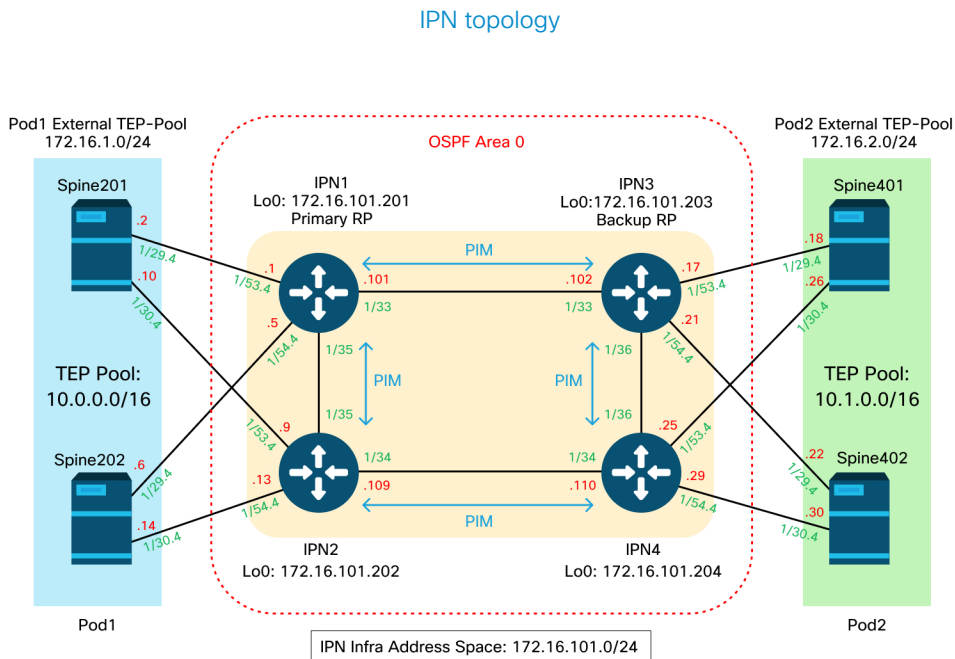 IPN topology
Pod1 External TEP-Pool
172.16.1.0/24
Pod2 External TEP-Pool
172.16.2.0/24
OSPF Area 0
Spine201
IPN1
Lo0: 172.16.101.201
Primary RP
IPN3
Lo0:172.16.101.203
Backup RP
Spine401
.2
1/29.4
.10
1/30.4
.1
1/53.4
.5
1/54.4
.101
1/33
PIM
.102
1/33
.17
1/53.4
.21
1/54.4
.18
1/29.4
.26
1/30.4
1/35
PIM
1/35
1/36
PIM
1/36
TEP Pool:
10.0.0.0/16
TEP Pool:
10.1.0.0/16
Spine202
.6
1/29.4
.14
1/30.4
.9
1/53.4
.13
1/54.4
1/34
.109
PIM
1/34
.110
.25
1/53.4
.29
1/54.4
.22
1/29.4
.30
1/30.4
Spine402
IPN2
Lo0: 172.16.101.202
IPN4
Lo0: 172.16.101.204
Pod1
Pod2
IPN Infra Address Space: 172.16.101.0/24